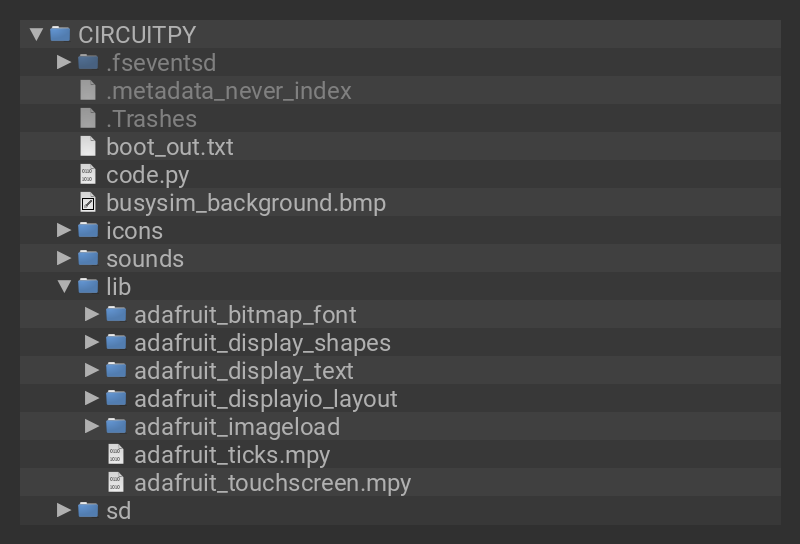 CIRCUITPY
.fseventsd
.metadata_never_index
.Trashes
boot_out.txt
code.py
busysim_background.bmp
icons
sounds
lib
adafruit_bitmap_font
adafruit_display_shapes
adafruit_display_text
adafruit_displayio_layout
adafruit_imageload
adafruit_ticks.mpy
adafruit_touchscreen.mpy
sd